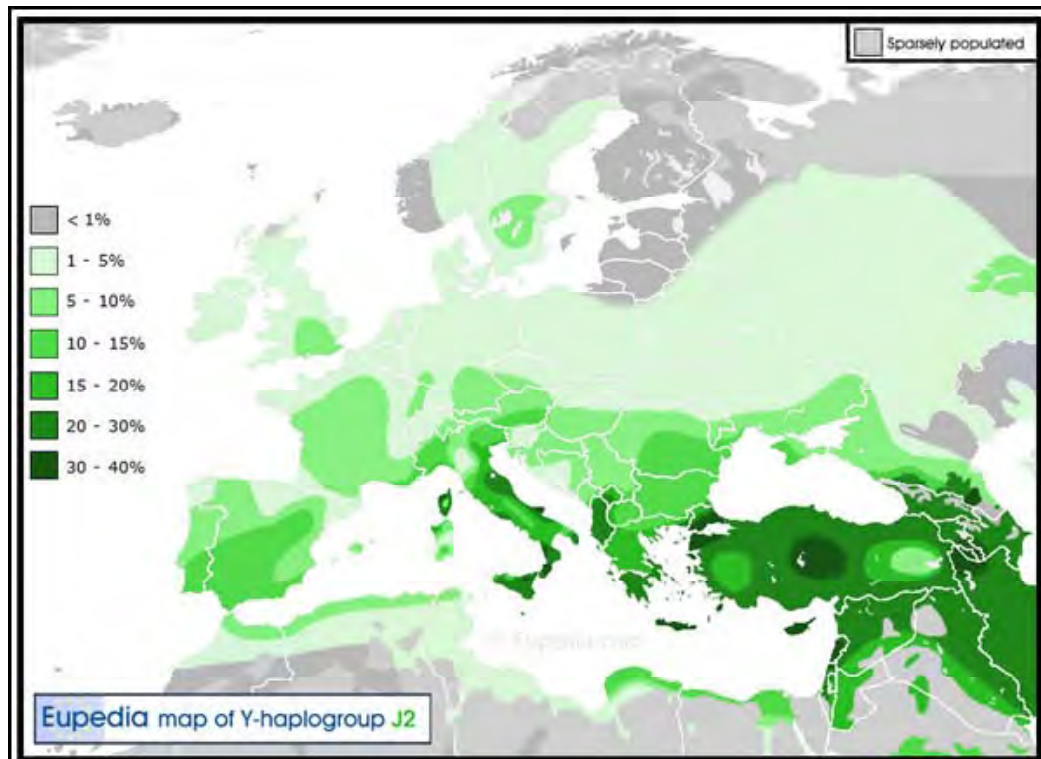 Sparsely populated
< 1%
1 - 5%
5 - 10%
10 - 15%
15 - 20%
20 - 30%
30 - 40%
Eupedia map of Y-haplogroup J2